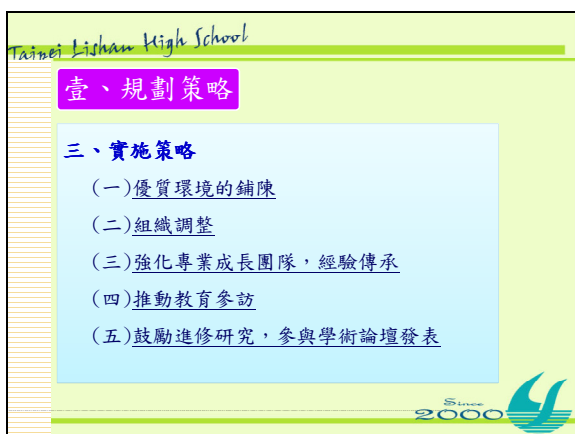 Taipei Lishan High School
壹、規劃策略
三、實施策略
(一)優質環境的鋪陳
(二)組織調整
(三)強化專業成長團隊，經驗傳承
(四)推動教育參訪
(五)鼓勵進修研究，參與學術論壇發表
Since
2000